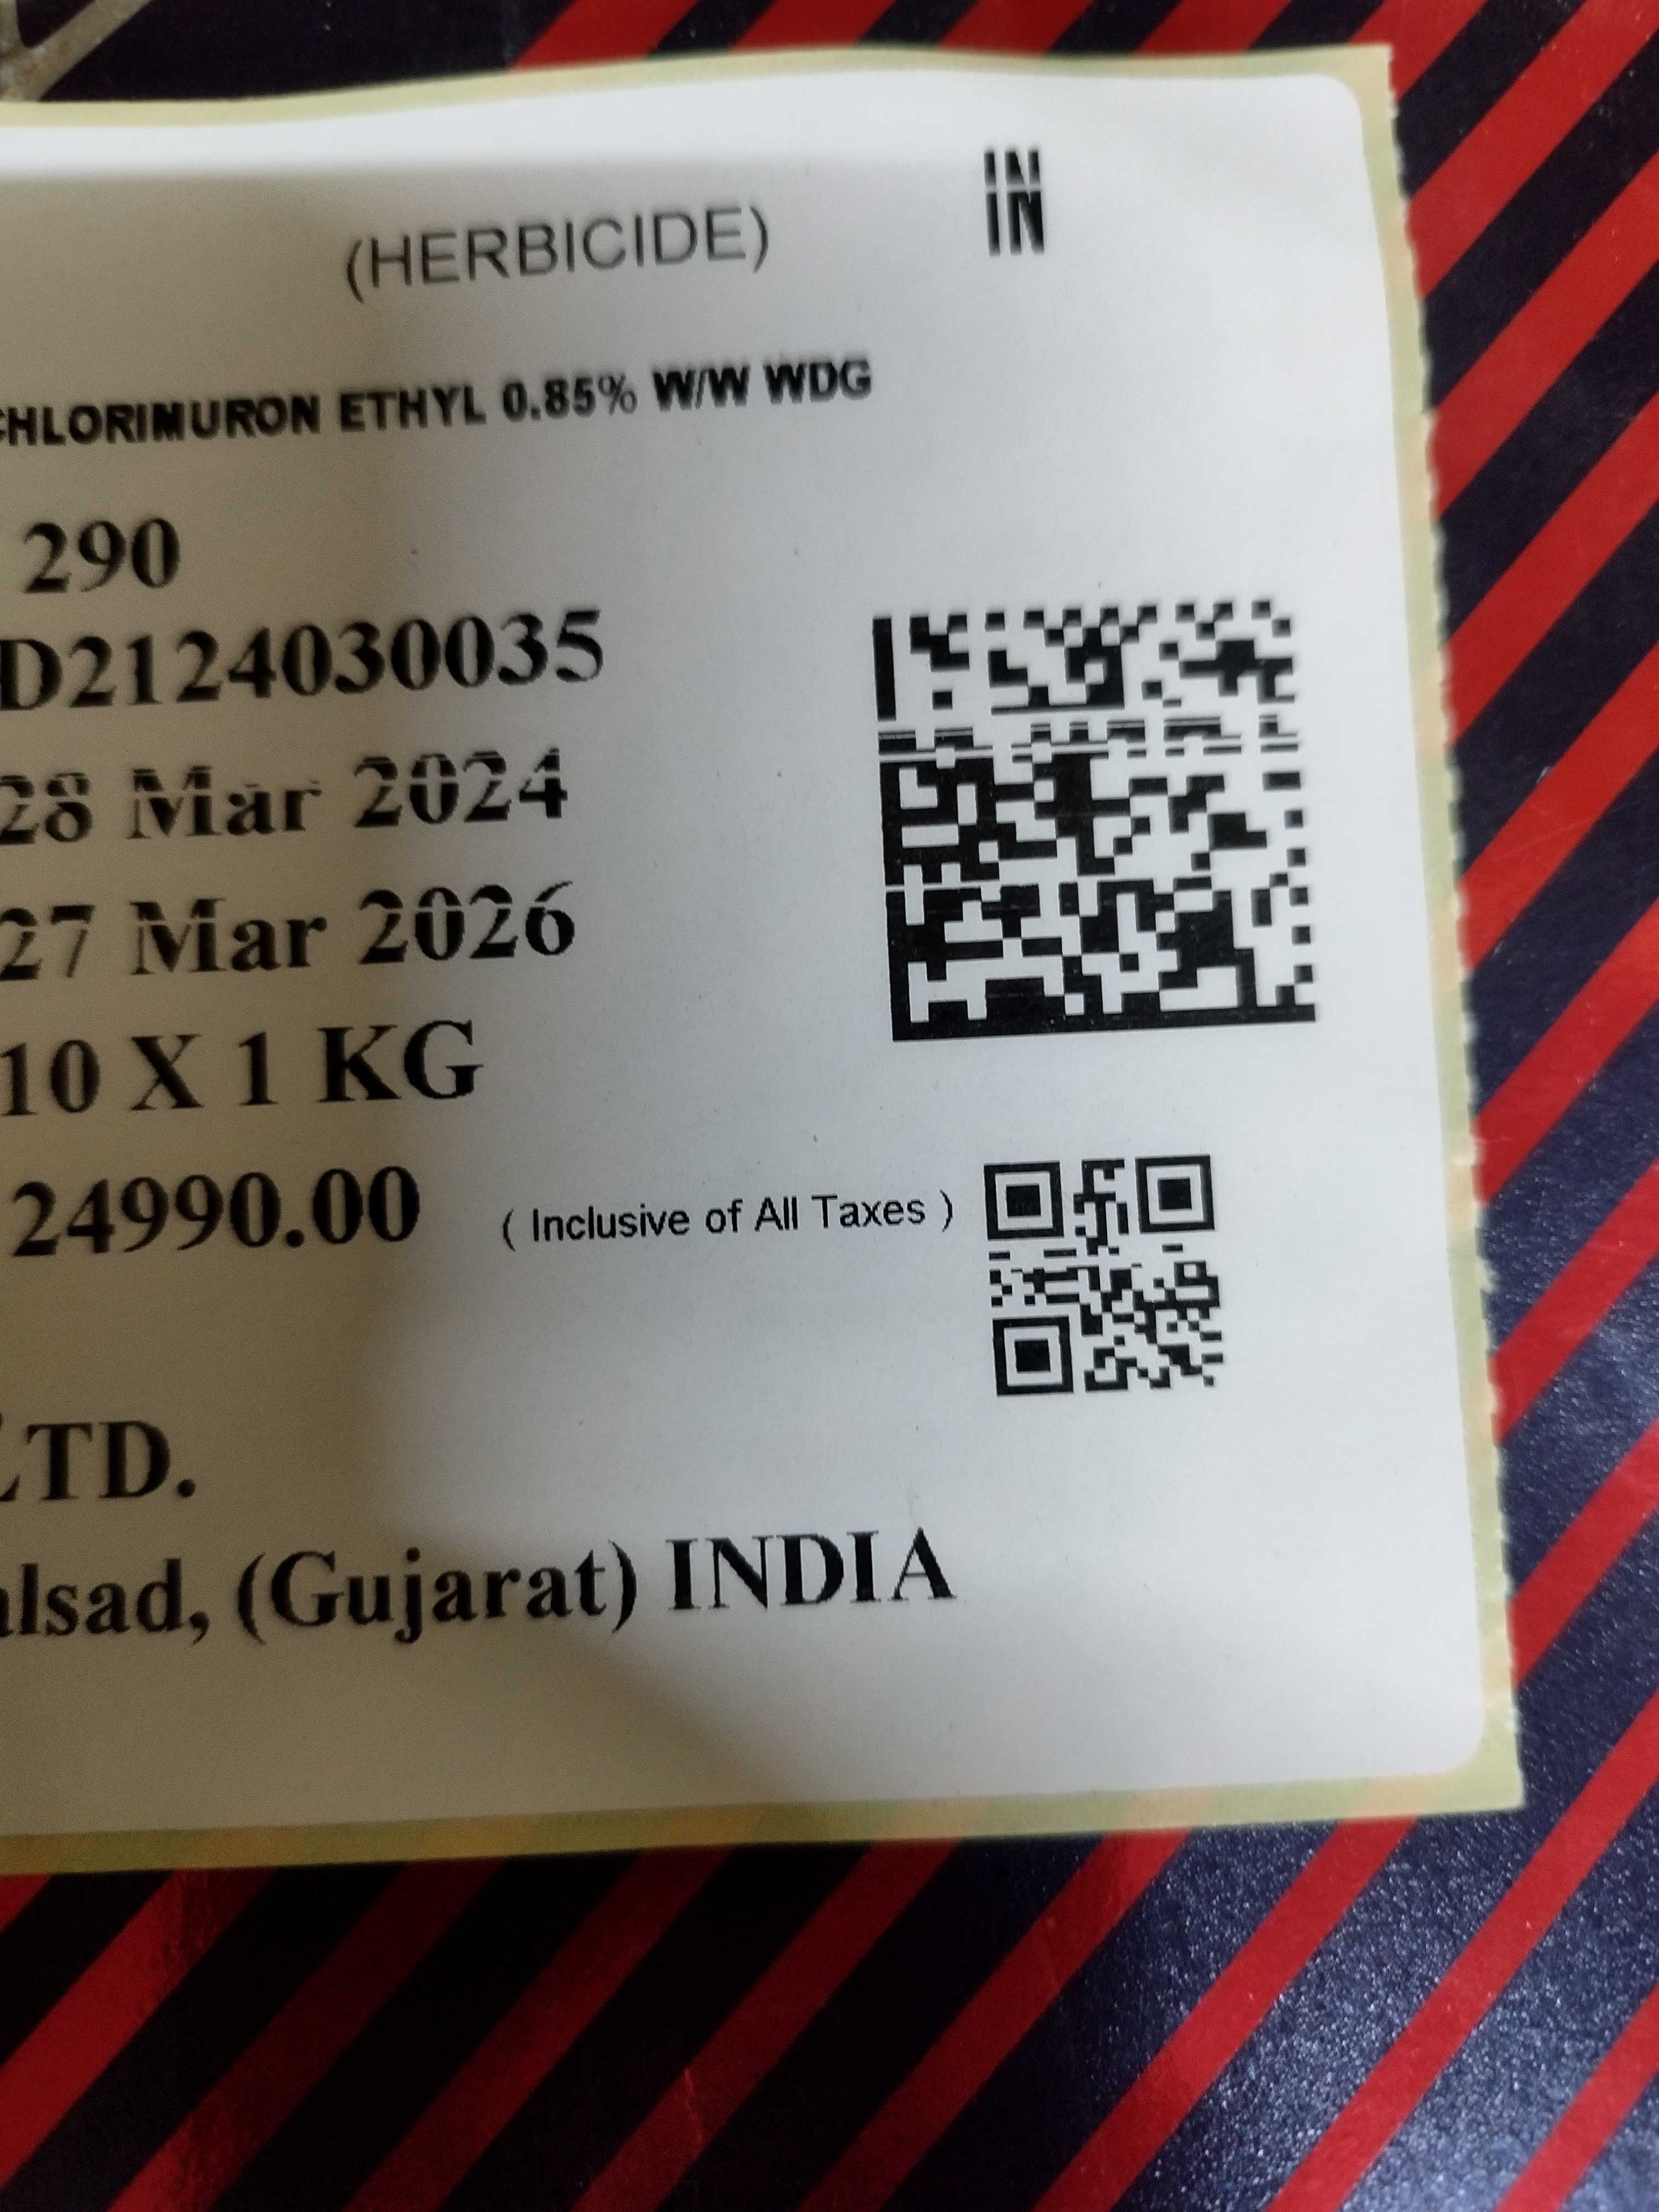 (HERBICIDE)
IN
CHLORIMURON ETHYL 0.85% W/W WDG
290
D2124030035
28 Mar 2024
27 Mar 2026
10 X 1 KG
24990.00 ( Inclusive of All Taxes )
LTD.
alsad, (Gujarat) INDIA